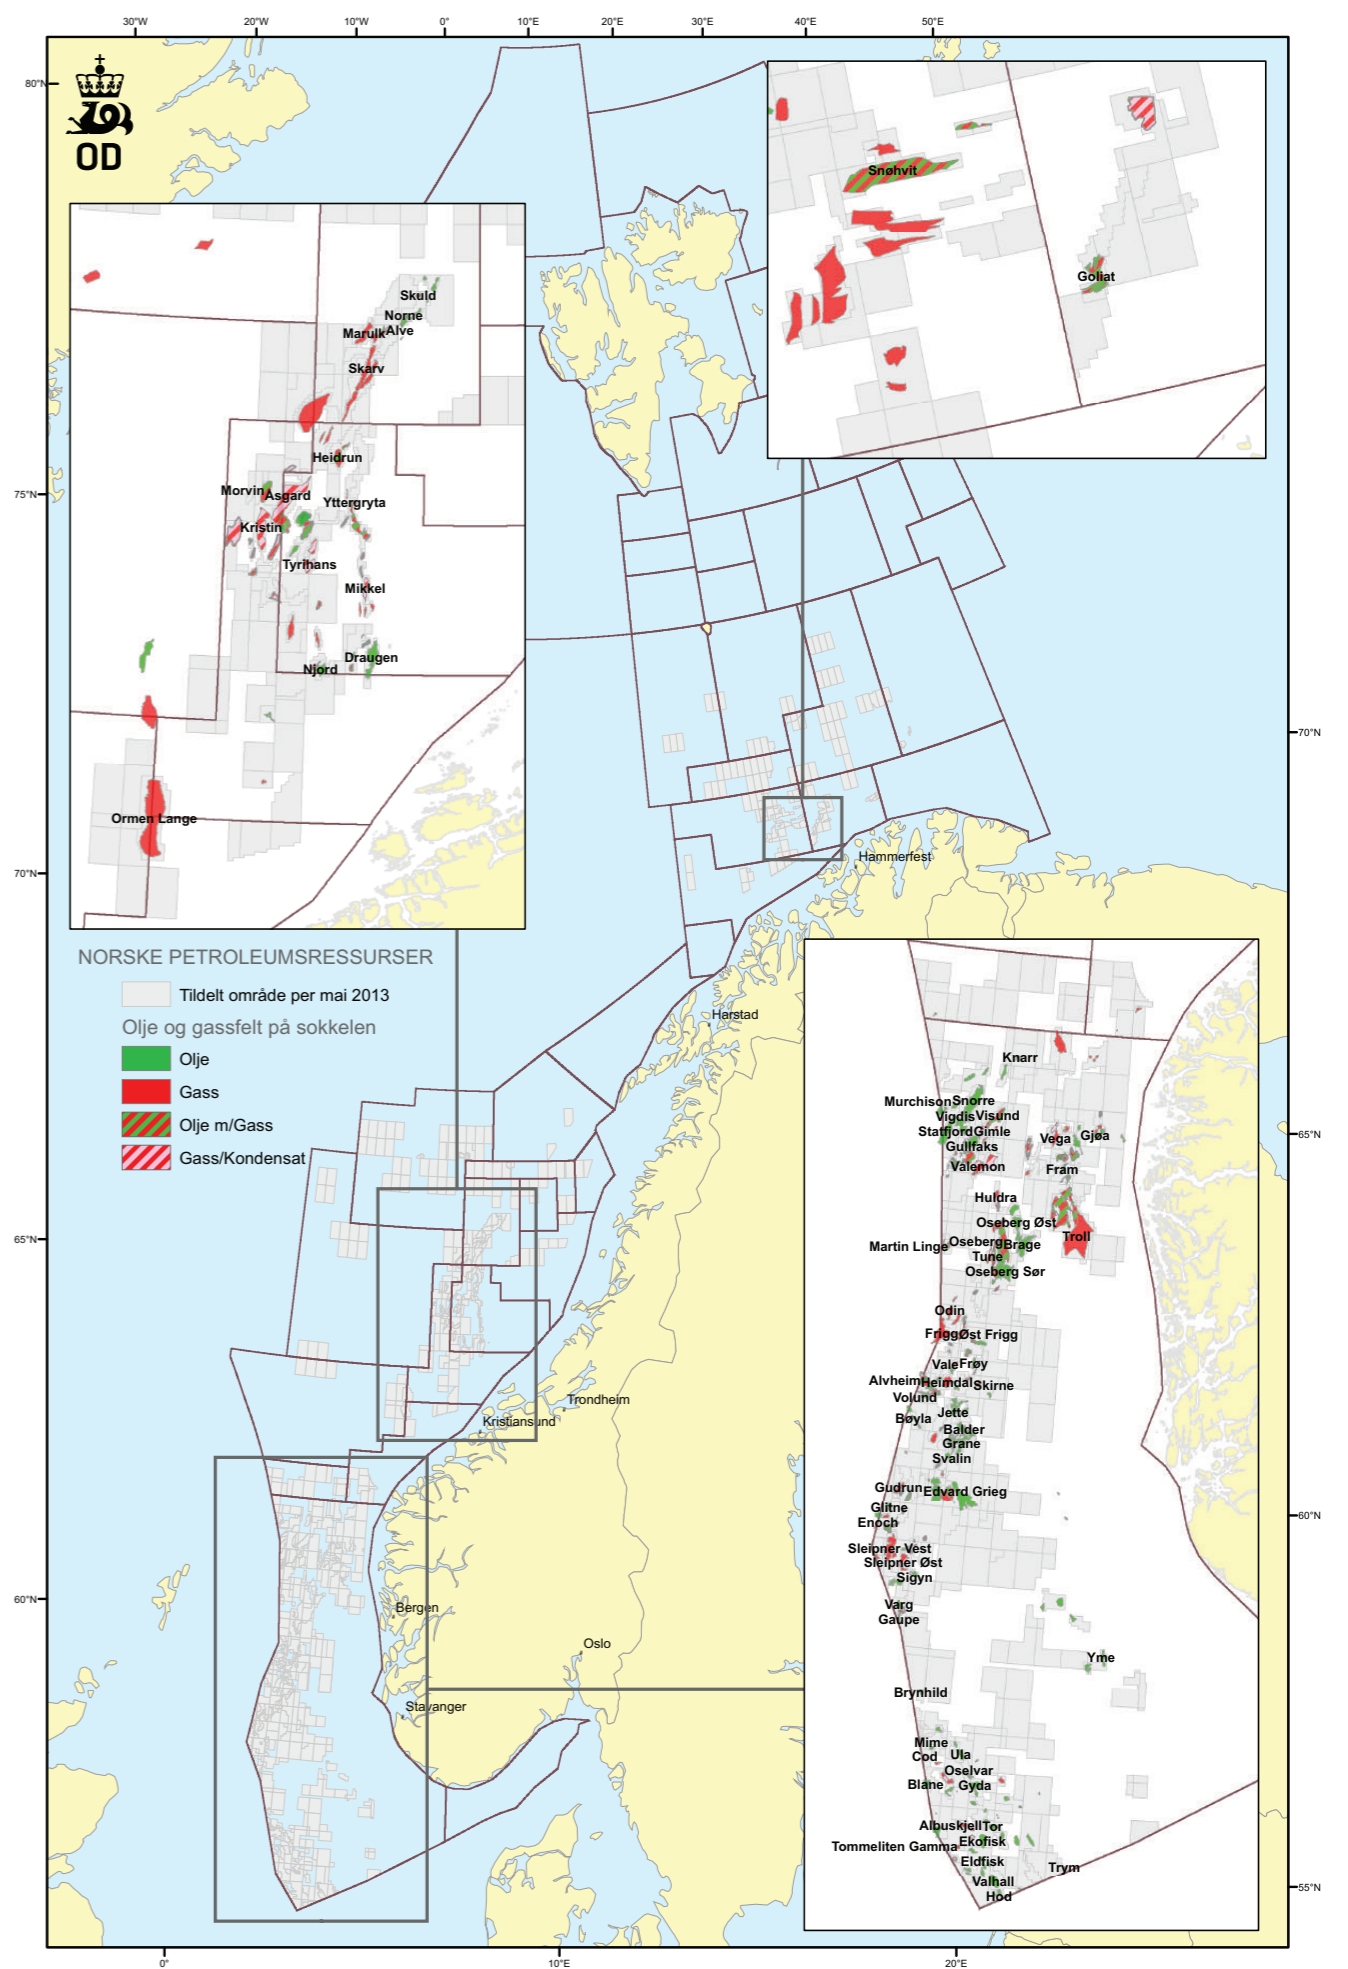 30°W 20°W 10°W 0° 10°E 20°E 30°E 40°E 50°E
80°N
OD
Snøhvit
Goliat
Skuld
Norne
Marulk Alve
Skarv
Heidrun
Morvin Åsgard
Yttergryta
Kristin
Tyrihans
Mikkel
Draugen
Njord
Ormen Lange
75°N
70°N
70°N
Hammerfest
Harstad
NORSKE PETROLEUMSRESSURSER
Tildelt område per mai 2013
Olje og gassfelt på sokkelen
Olje
Gass
Olje m/Gass
Gass/Kondensat
65°N
65°N
Trondheim
Kristiansund
Bergen
Oslo
Stavanger
60°N
60°N
55°N
Knarr
Murchison Snorre
Vigdis Visund
Statfjord Gimle
Gullfaks
Valemon
Vega Gjøa
Fram
Huldra
Oseberg Øst
Troll
Martin Linge Oseberg Brage
Tune
Oseberg Sør
Odin
Frigg Øst Frigg
Vale Frøy
Alvheim Heimdal Skirne
Volund
Bøyla Jette
Balder
Grane
Svalin
Gudrun Edvard Grieg
Glitne
Enoch
Sleipner Vest
Sleipner Øst
Sigyn
Varg
Gaupe
Yme
Brynhild
Mime
Cod Ula
Oselvar
Blane Gyda
Albuskjell Tor
Tommeliten Gamma Ekofisk
Eldfisk
Trym
Valhall
Hod
0° 10°E 20°E